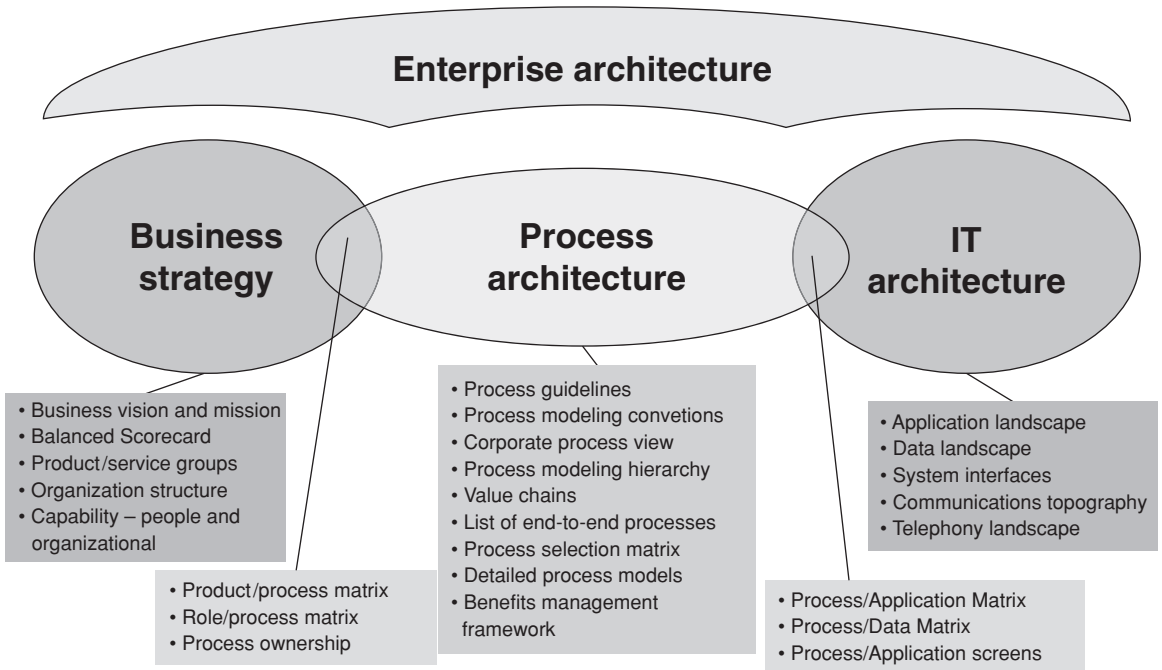 Enterprise architecture
Business
strategy
Process
architecture
IT
architecture
• Business vision and mission
• Balanced Scorecard
• Product/service groups
• Organization structure
• Capability – people and
organizational
• Product/process matrix
• Role/process matrix
• Process ownership
• Process guidelines
• Process modeling convetions
• Corporate process view
• Process modeling hierarchy
• Value chains
• List of end-to-end processes
• Process selection matrix
• Detailed process models
• Benefits management
framework
• Application landscape
• Data landscape
• System interfaces
• Communications topography
• Telephony landscape
• Process/Application Matrix
• Process/Data Matrix
• Process/Application screens